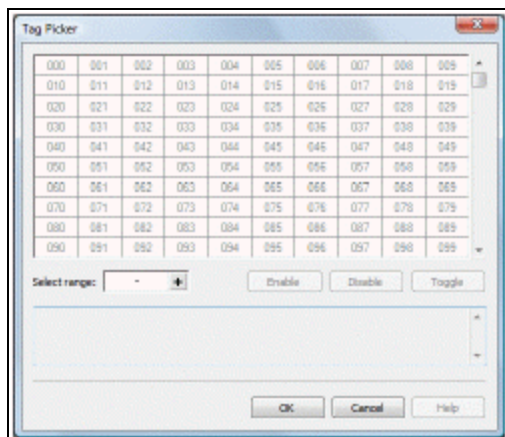 Tag Picker
000 001 002 003 004 005 006 007 008 009
010 011 012 013 014 015 016 017 018 019
020 021 022 023 024 025 026 027 028 029
030 031 032 033 034 035 036 037 038 039
040 041 042 043 044 045 046 047 048 049
050 051 052 053 054 055 056 057 058 059
060 061 062 063 064 065 066 067 068 069
070 071 072 073 074 075 076 077 078 079
080 081 082 083 084 085 086 087 088 089
090 091 092 093 094 095 096 097 098 099
Select range: - + Enable Disable Toggle
OK Cancel Help